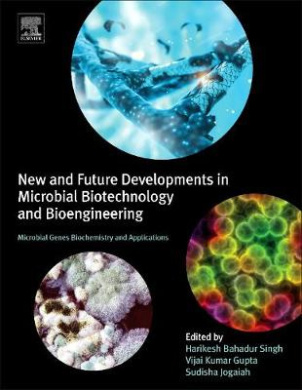 ELSEVIER
New and Future Developments in
Microbial Biotechnology
and Bioengineering
Microbial Genes Biochemistry and Applications
Edited by
Harikesh Bahadur Singh
Vijai Kumar Gupta
Sudisha Jogaiah